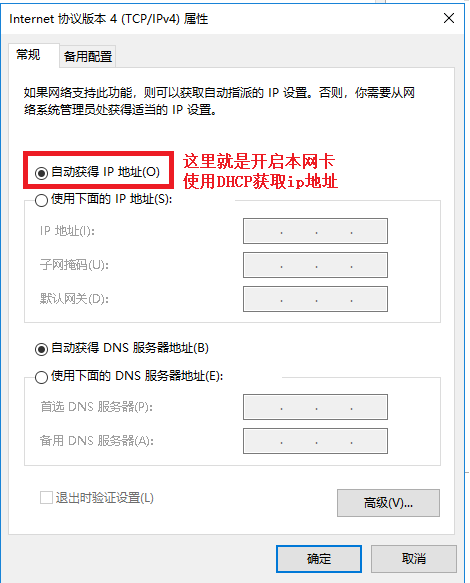 Internet 协议版本 4 (TCP/IPv4) 属性
常规
备用配置
如果网络支持此功能，则可以获取自动指派的 IP 设置。否则，你需要从网
络系统管理员处获得适当的 IP 设置。
自动获得 IP 地址(O)
这里就是开启本网卡
使用DHCP获取ip地址
使用下面的 IP 地址(S):
IP 地址(I):
子网掩码(U):
默认网关(D):
自动获得 DNS 服务器地址(B)
使用下面的 DNS 服务器地址(E):
首选 DNS 服务器(P):
备用 DNS 服务器(A):
退出时验证设置(L)
高级(V)...
确定
取消